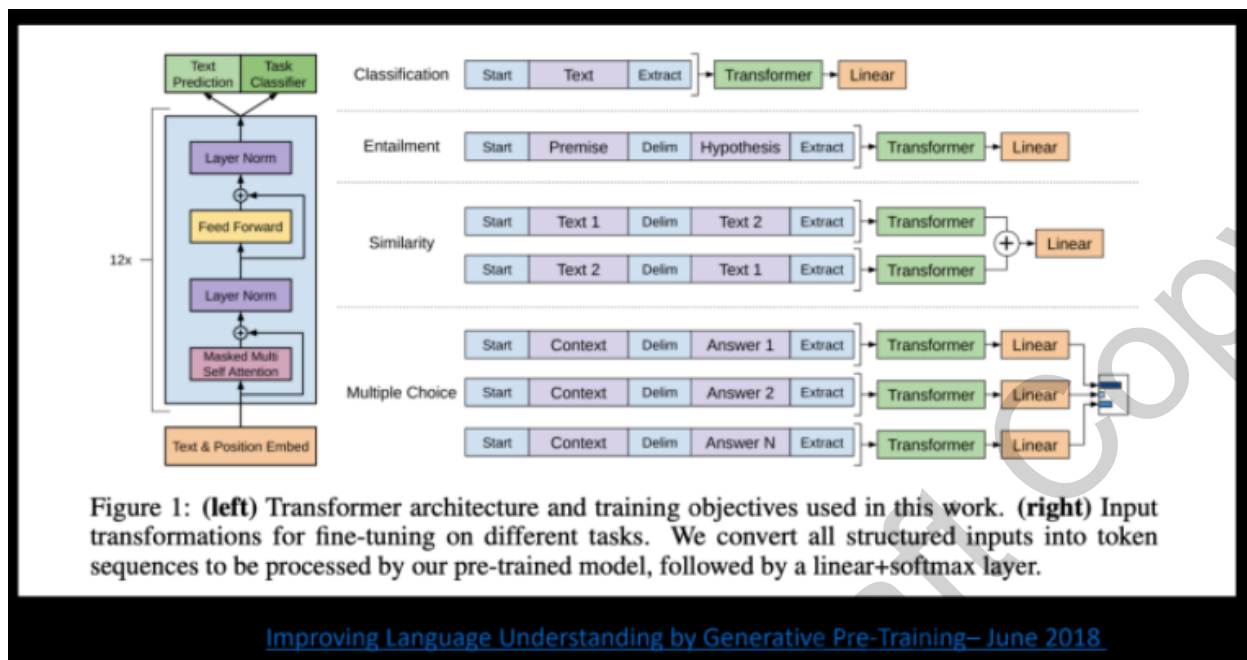 Text
Prediction
Task
Classifier
Layer Norm
Feed Forward
12x
Layer Norm
Masked Multi
Self Attention
Text & Position Embed
Classification
Start Text Extract Transformer Linear
Entailment
Start Premise Delim Hypothesis Extract Transformer Linear
Similarity
Start Text 1 Delim Text 2 Extract Transformer
Linear
Start Text 2 Delim Text 1 Extract Transformer
Multiple Choice
Start Context Delim Answer 1 Extract Transformer Linear
Start Context Delim Answer 2 Extract Transformer Linear
Start Context Delim Answer N Extract Transformer Linear
Figure 1: (left) Transformer architecture and training objectives used in this work. (right) Input
transformations for fine-tuning on different tasks. We convert all structured inputs into token
sequences to be processed by our pre-trained model, followed by a linear+softmax layer.
Improving Language Understanding by Generative Pre-Training– June 2018